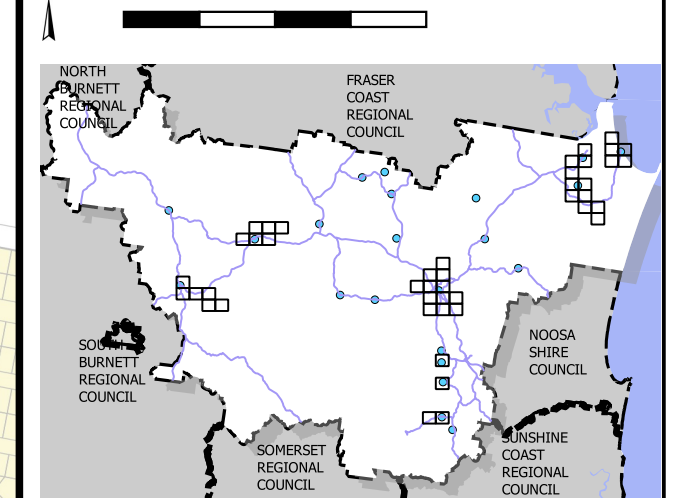 NORTH
BURNETT
REGIONAL
COUNCIL
FRASER
COAST
REGIONAL
COUNCIL
SOUTH
BURNETT
REGIONAL
COUNCIL
NOOSA
SHIRE
COUNCIL
SOMERSET
REGIONAL
COUNCIL
SUNSHINE
COAST
REGIONAL
COUNCIL